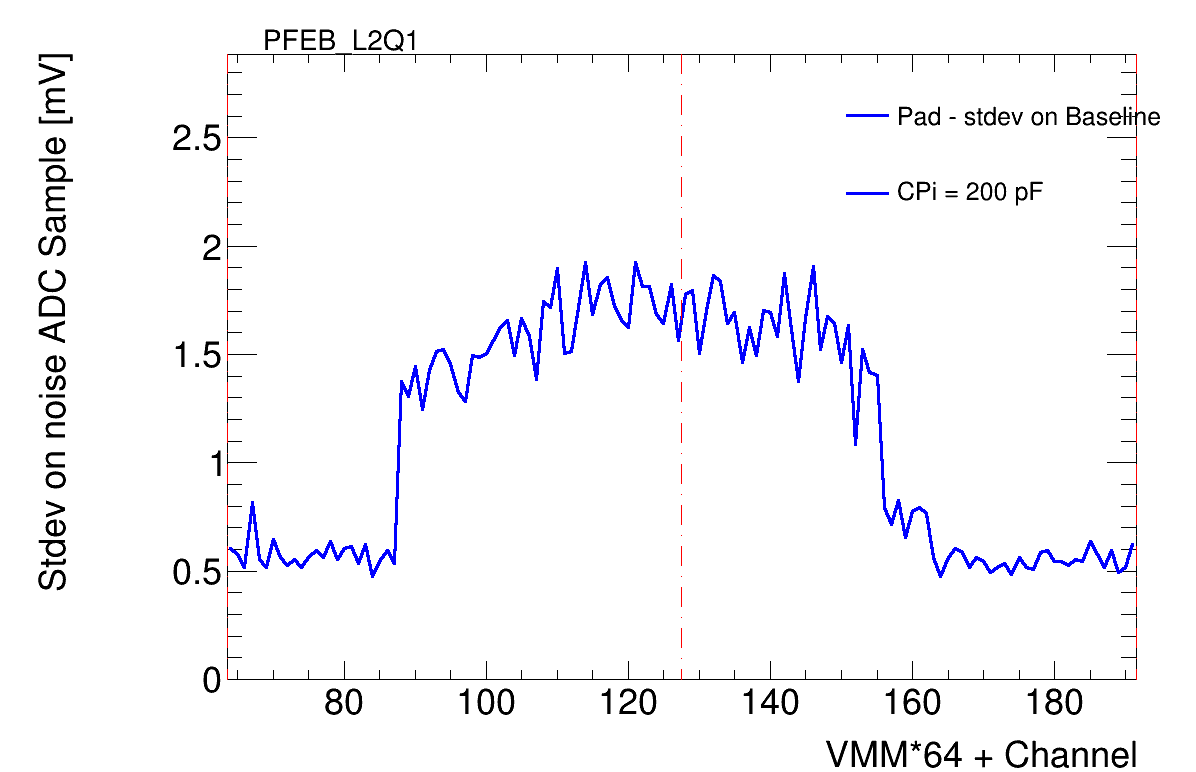 PFEB_L2Q1
Stdev on noise ADC Sample [mV]
Pad - stdev on Baseline
CPi = 200 pF
2.5
2
1.5
1
0.5
0
80 100 120 140 160 180
VMM*64 + Channel